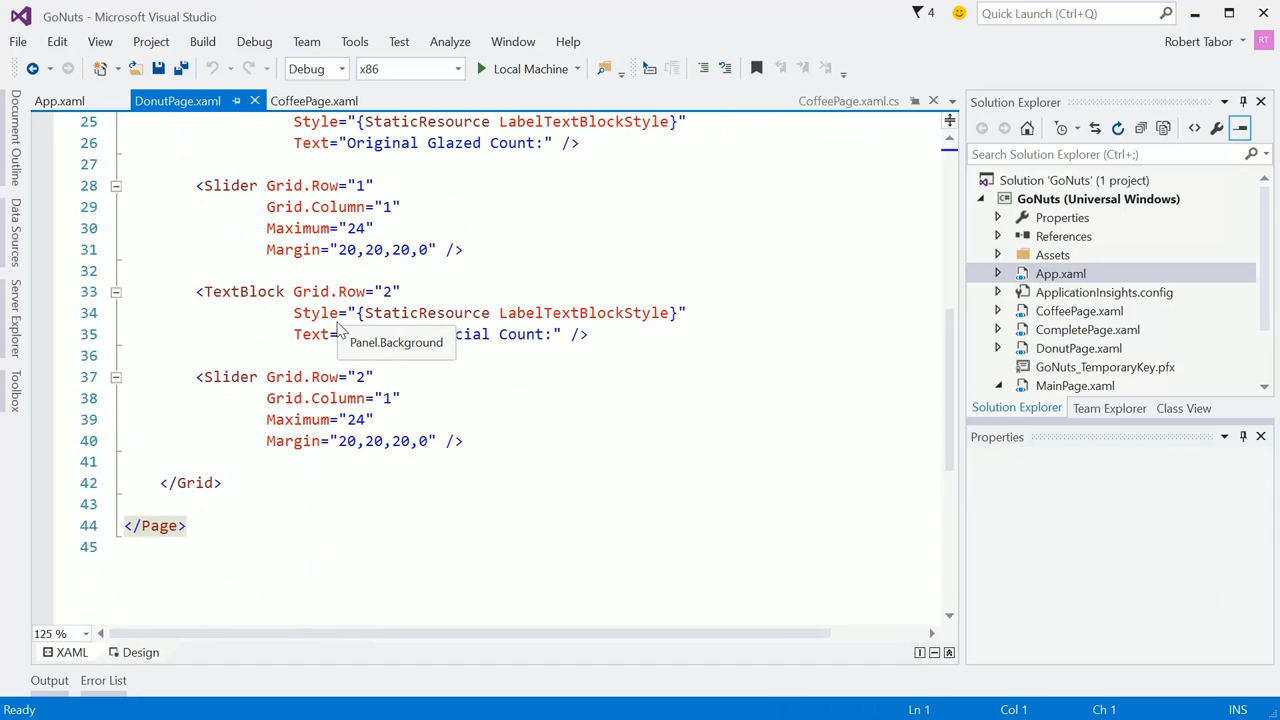 GoNuts - Microsoft Visual Studio
4
Quick Launch (Ctrl+Q)
File Edit View Project Build Debug Team Tools Test Analyze Window Help
Robert Tabor
RT
Debug x86 Local Machine
Document Outline
Data Sources
Server Explorer
Toolbox
App.xaml DonutPage.xaml CoffeePage.xaml CoffeePage.xaml.cs
25 Style="{StaticResource LabelTextBlockStyle}"
26 Text="Original Glazed Count:" />
27
28 <Slider Grid.Row="1"
29 Grid.Column="1"
30 Maximum="24"
31 Margin="20,20,20,0" />
32
33 <TextBlock Grid.Row="2"
34 Style="{StaticResource LabelTextBlockStyle}"
35 Text= cial Count:" />
Panel.Background
36
37 <Slider Grid.Row="2"
38 Grid.Column="1"
39 Maximum="24"
40 Margin="20,20,20,0" />
41
42 </Grid>
43
44 </Page>
45
125 %
XAML Design
Output Error List
Solution Explorer
Search Solution Explorer (Ctrl+;)
Solution 'GoNuts' (1 project)
GoNuts (Universal Windows)
Properties
References
Assets
App.xaml
ApplicationInsights.config
CoffeePage.xaml
CompletePage.xaml
DonutPage.xaml
GoNuts_TemporaryKey.pfx
MainPage.xaml
Solution Explorer Team Explorer Class View
Properties
Ready Ln 1 Col 1 Ch 1 INS